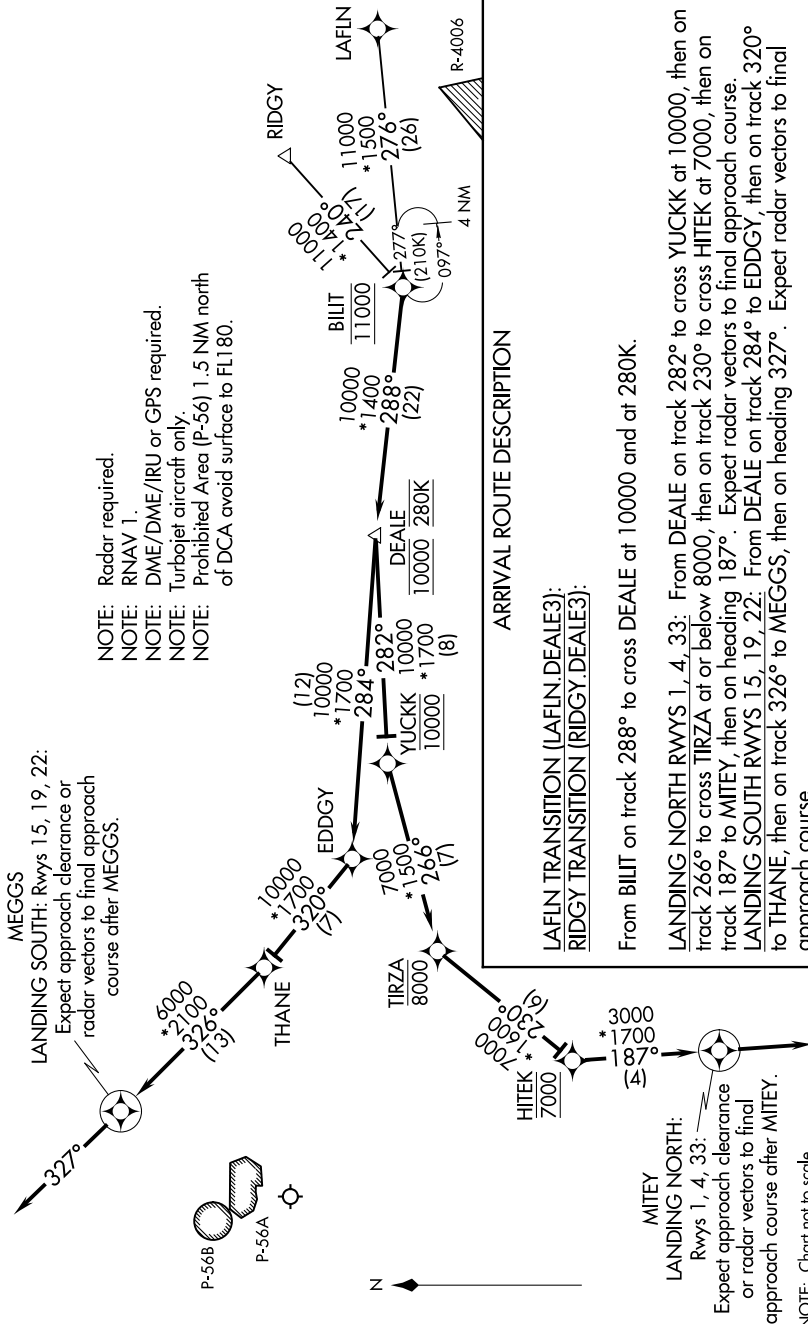 MEGGS
LANDING SOUTH: Rwys 15, 19, 22:
Expect approach clearance or
radar vectors to final approach
course after MEGGS.
NOTE: Radar required.
NOTE: RNAV 1.
NOTE: DME/DME/IRU or GPS required.
NOTE: Turbojet aircraft only.
NOTE: Prohibited Area (P-56) 1.5 NM north
of DCA avoid surface to FL180.
327°
P-56B
P-56A
N
6000
*2100
326°
(13)
THANE
10000
*1700
320°
(7)
EDDGY
(12)
10000
*1700
284°
282°
10000
*1700
(8)
YUCKK
10000
DEALE
10000 280K
10000
*1400
288°
(22)
BILIT
11000
11000
*1400
240°
(17)
RIDGY
277°
(210K)
097°
4 NM
11000
*1500
276°
(26)
LAFLN
R-4006
7000
*1500
266°
(7)
TIRZA
8000
7000
*1600
230°
(6)
HITEK
7000
3000
*1700
187°
(4)
MITEY
LANDING NORTH:
Rwys 1, 4, 33:
Expect approach clearance
or radar vectors to final
approach course after MITEY.
NOTE: Chart not to scale.
ARRIVAL ROUTE DESCRIPTION
LAFLN TRANSITION (LAFLN.DEALE3):
RIDGY TRANSITION (RIDGY.DEALE3):
From BILIT on track 288° to cross DEALE at 10000 and at 280K.
LANDING NORTH RWYS 1, 4, 33: From DEALE on track 282° to cross YUCKK at 10000, then on
track 266° to cross TIRZA at or below 8000, then on track 230° to cross HITEK at 7000, then on
track 187° to MITEY, then on heading 187°. Expect radar vectors to final approach course.
LANDING SOUTH RWYS 15, 19, 22: From DEALE on track 284° to EDDGY, then on track 320°
to THANE, then on track 326° to MEGGS, then on heading 327°. Expect radar vectors to final
approach course.